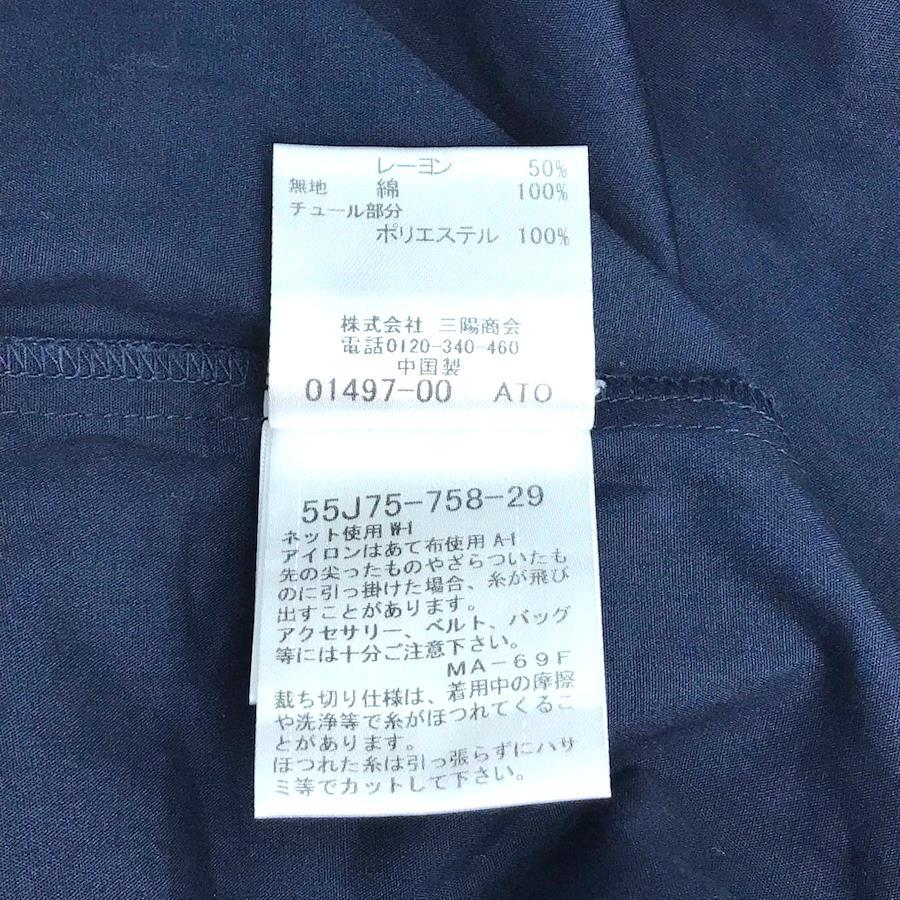 レーヨン 50%
無地 綿 100%
チュール部分
ポリエステル 100%
株式会社 三陽商会
電話0120-340-460
中国製
01497-00 ATO
55J75-758-29
ネット使用 W-1
アイロンはあて布使用 A-1
先の尖ったものやざらついたも
のに引っ掛けた場合、糸が飛び
出すことがあります。
アクセサリー、ベルト、バッグ
等には十分ご注意下さい。
MA-69F
裁ち切り仕様は、着用中の摩擦
や洗浄等で糸がほつれてくるこ
とがあります。
ほつれた糸は引っ張らずにハサ
ミ等でカットして下さい。